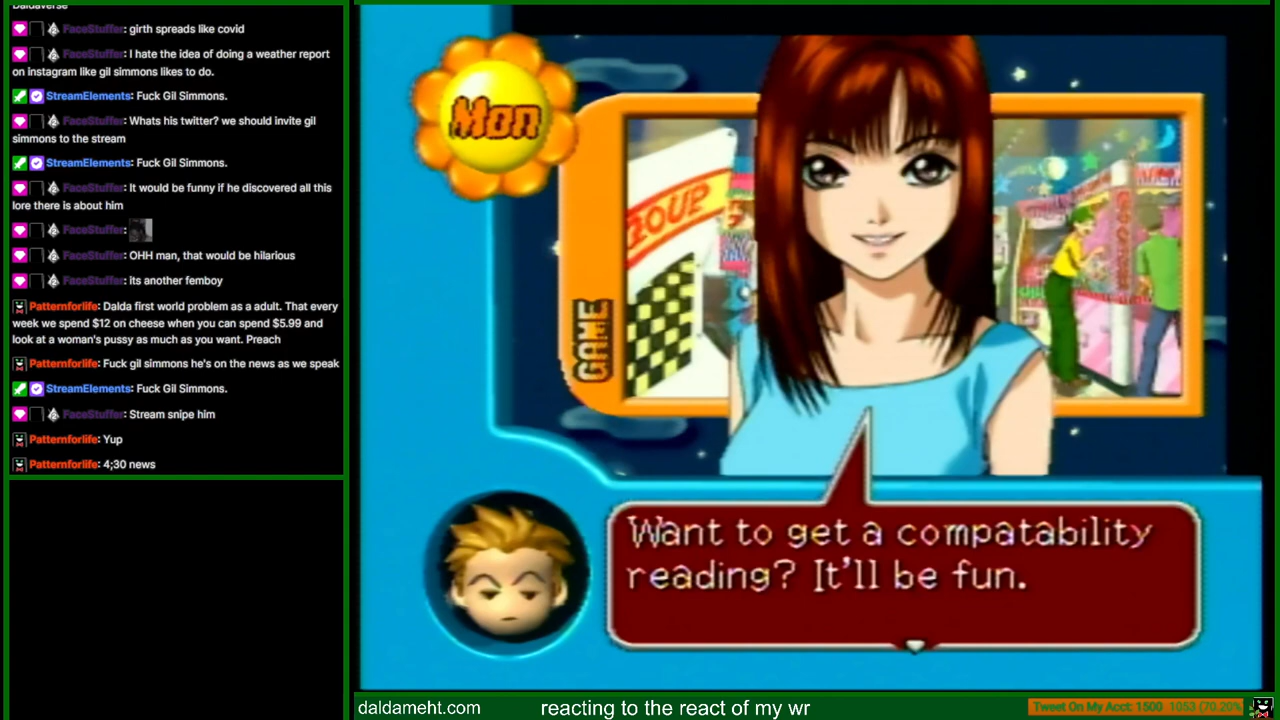 Daldaverse
FaceStuffer: girth spreads like covid
FaceStuffer: I hate the idea of doing a weather report
on instagram like gil simmons likes to do.
StreamElements: Fuck Gil Simmons.
FaceStuffer: Whats his twitter? we should invite gil
simmons to the stream
StreamElements: Fuck Gil Simmons.
FaceStuffer: It would be funny if he discovered all this
lore there is about him
FaceStuffer:
FaceStuffer: OHH man, that would be hilarious
FaceStuffer: its another femboy
Patternforlife: Dalda first world problem as a adult. That every
week we spend $12 on cheese when you can spend $5.99 and
look at a woman's pussy as much as you want. Preach
Patternforlife: Fuck gil simmons he's on the news as we speak
StreamElements: Fuck Gil Simmons.
FaceStuffer: Stream snipe him
Patternforlife: Yup
Patternforlife: 4;30 news
Mon
GAME
Want to get a compatability
reading? It'll be fun.
daldameht.com
reacting to the react of my wr
Tweet On My Acct: 1500
1053 (70.20%)